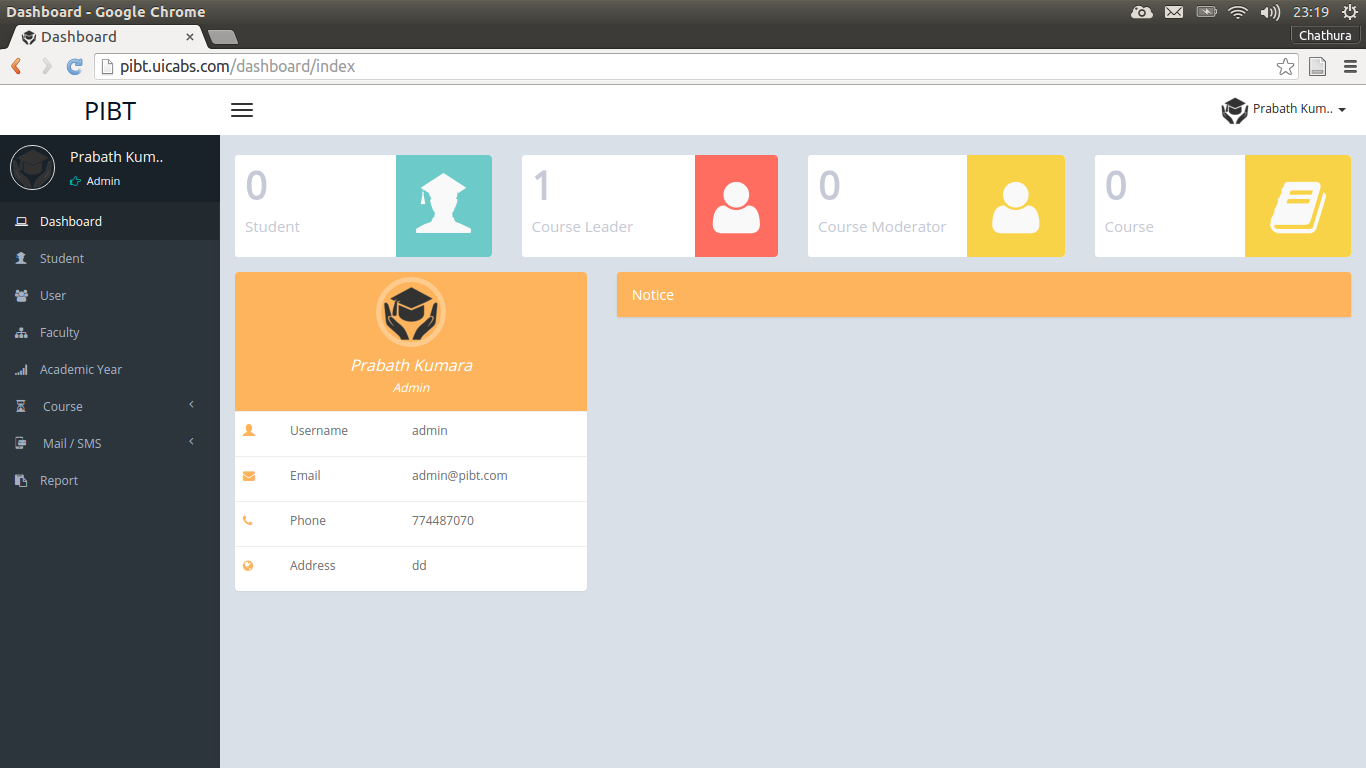 Dashboard - Google Chrome
23:19
Dashboard
Chathura
pibt.uicabs.com/dashboard/index
PIBT
Prabath Kum..
Prabath Kum..
Admin
Dashboard
Student
User
Faculty
Academic Year
Course
Mail / SMS
Report
0
Student
1
Course Leader
0
Course Moderator
0
Course
Prabath Kumara
Admin
Username admin
Email admin@pibt.com
Phone 774487070
Address dd
Notice